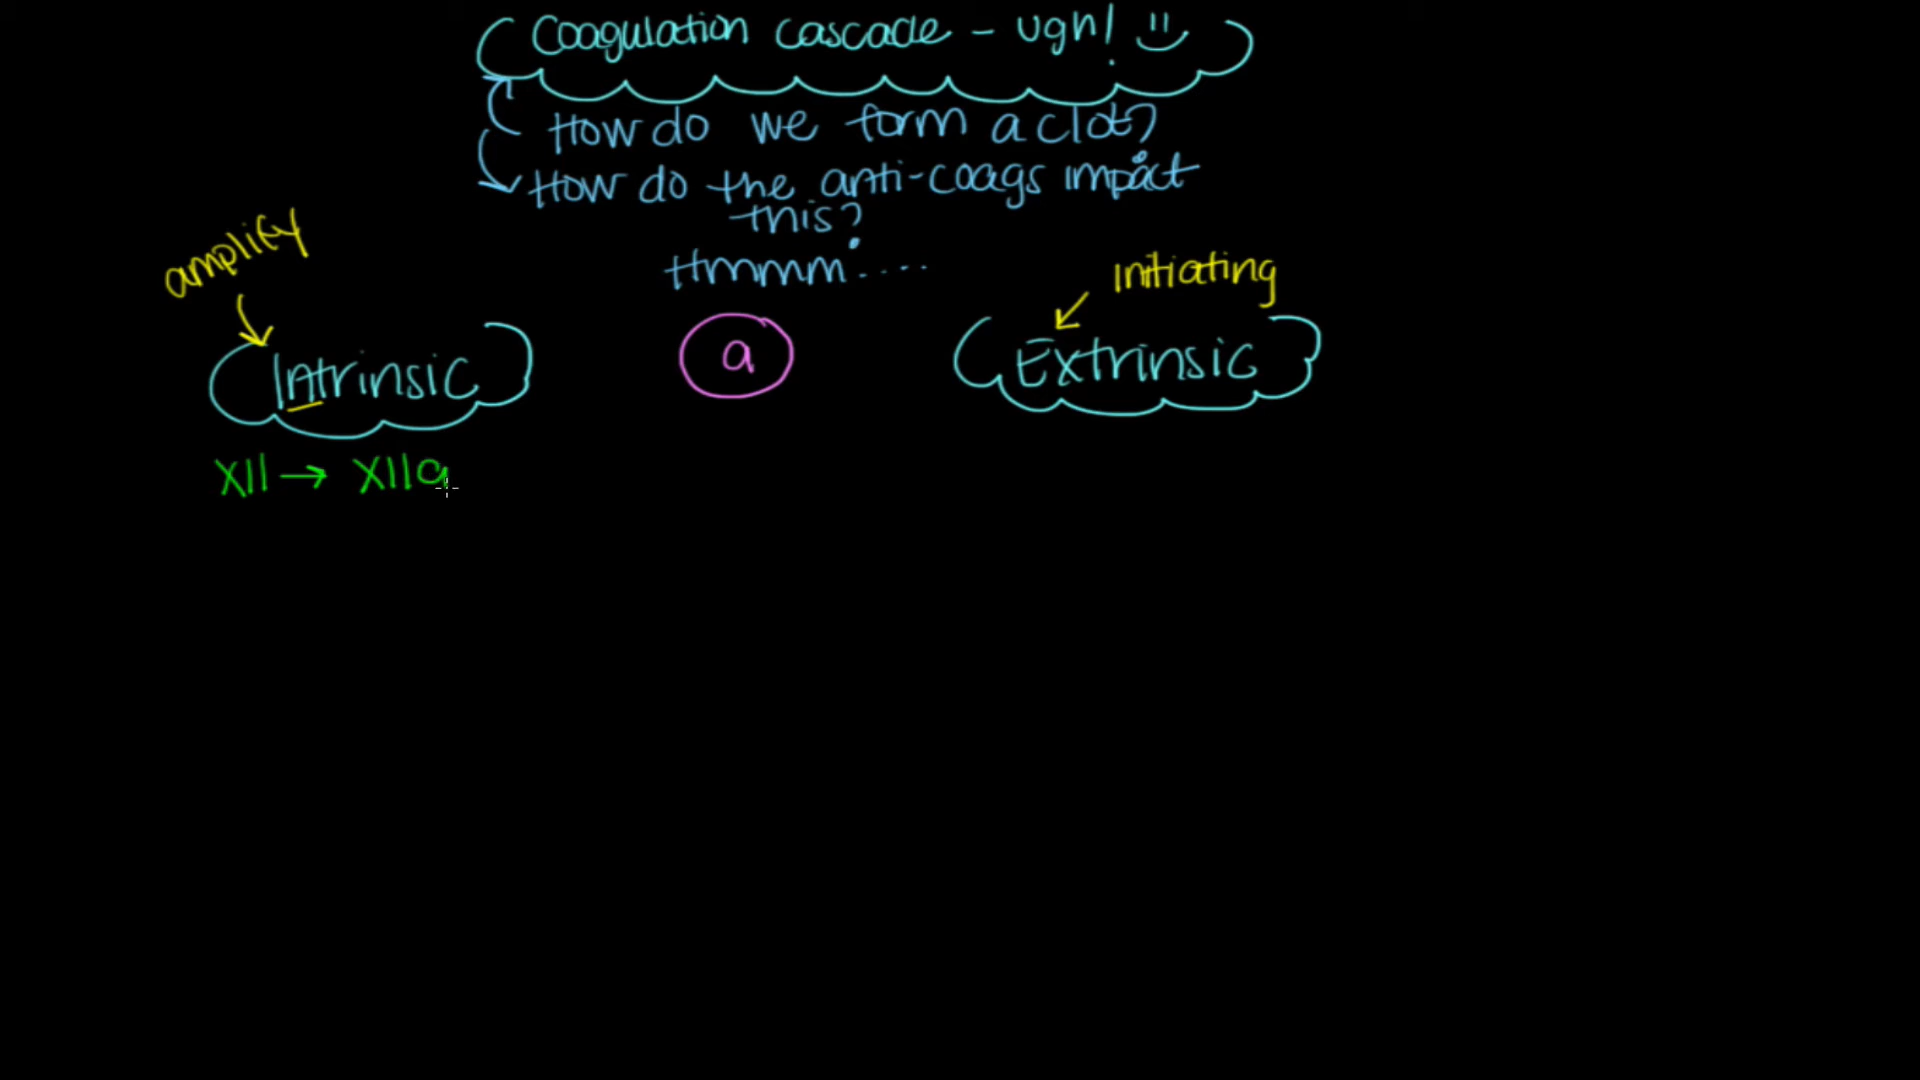 Coagulation cascade - ugh! :)
How do we form a clot?
How do the anti-coags impact
this?
Hmmm....
amplify
initiating
Intrinsic
a
Extrinsic
XII → XIIa